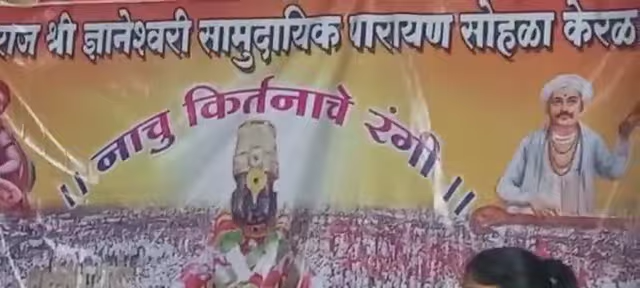 राज श्री ज्ञानेश्वरी सामुदायिक पारायण सोहळा केरळ
।। नाचु किर्तनाचे रंगी ।।